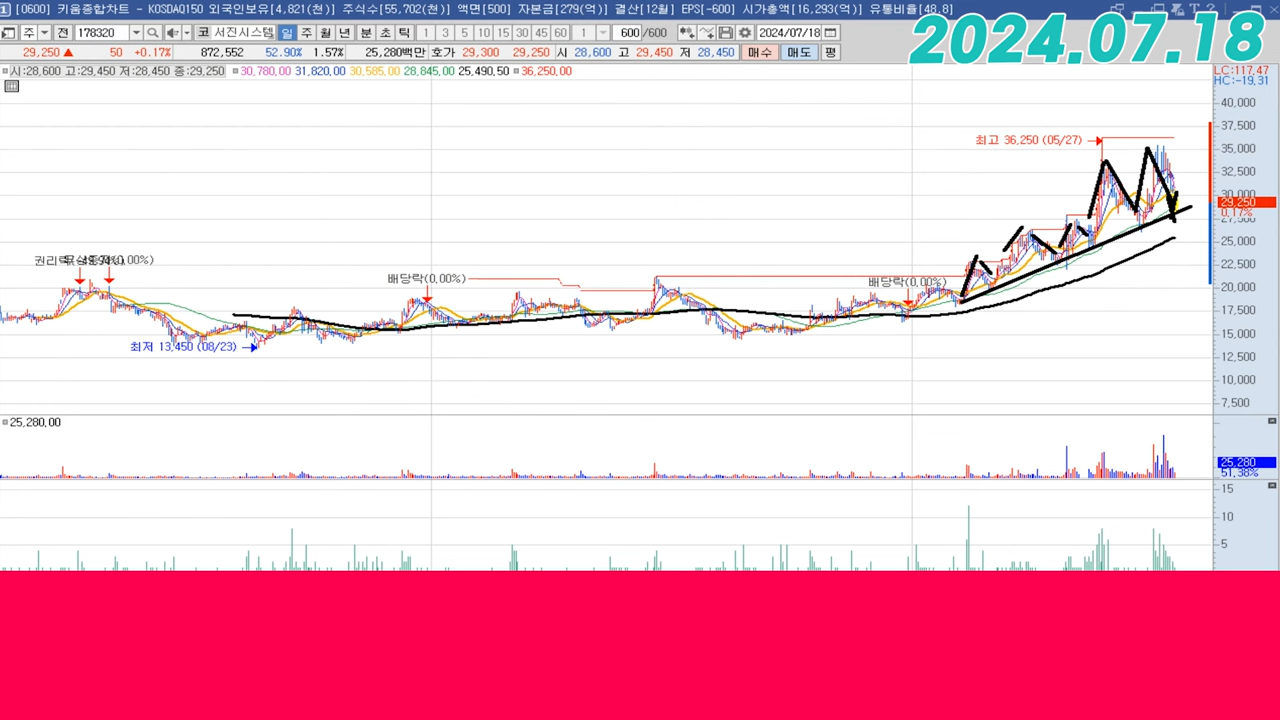 [0600] 키움종합차트 - KOSDAQ150 외국인보유[4,821(천)] 주식수[55,702(천)] 액면[500] 자본금[279(억)] 결산[12월] EPS[-600] 시가총액[16,293(억)] 유통비율[48.8]
2024.07.18
주 전 178320 코 서진시스템 일 주 월 년 분 초 틱 1 3 5 10 15 30 45 60 1 600 /600 2024/07/18
29,250 50 +0.17% 872,552 52.90% 1.57% 25,280백만 호가 29,300 29,250 시 28,600 고 29,450 저 28,450 매수 매도 평
시:28,600 고:29,450 저:28,450 종:29,250 30,780.00 31,820.00 30,585.00 28,845.00 25,490.50 36,250.00
LC:117.47
HC:-19.31
40,000
37,500
최고 36,250 (05/27)
35,000
32,500
30,000
29,250
0.17%
27,500
25,000
22,500
배당락(0.00%)
배당락(0.00%)
20,000
17,500
15,000
최저 13,450 (08/23)
12,500
10,000
7,500
25,280.00
25,280
51.38%
15
10
5